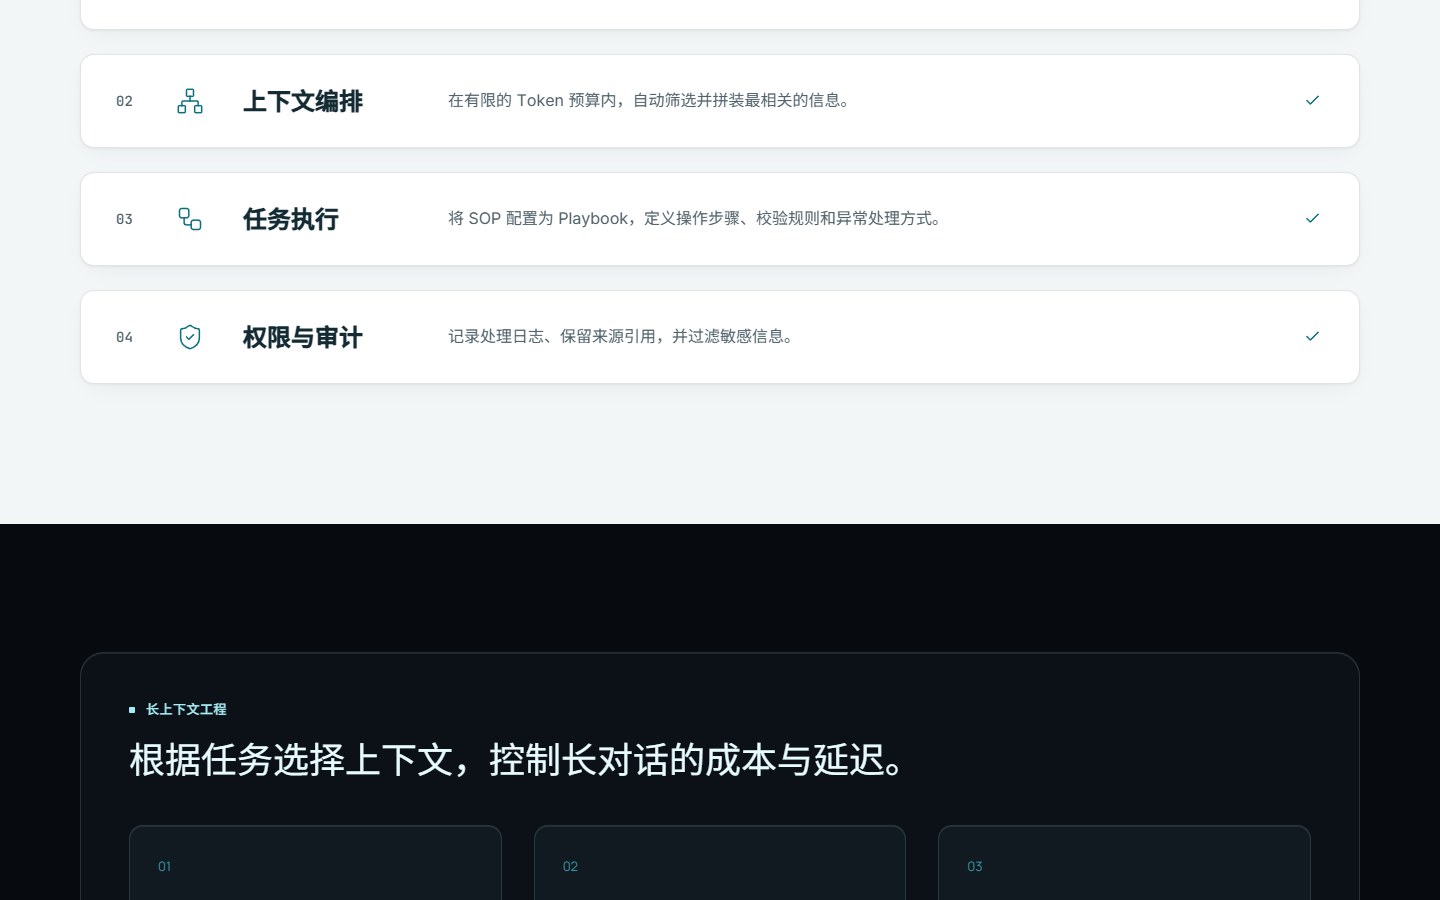 02 上下文编排 在有限的 Token 预算内，自动筛选并拼装最相关的信息。
03 任务执行 将 SOP 配置为 Playbook，定义操作步骤、校验规则和异常处理方式。
04 权限与审计 记录处理日志、保留来源引用，并过滤敏感信息。
长上下文工程
根据任务选择上下文，控制长对话的成本与延迟。
01 02 03